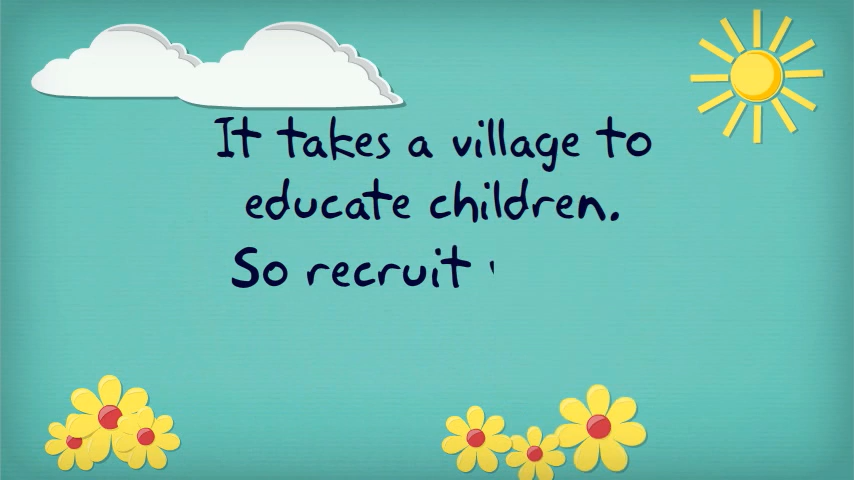 It takes a village to
educate children.
So recruit